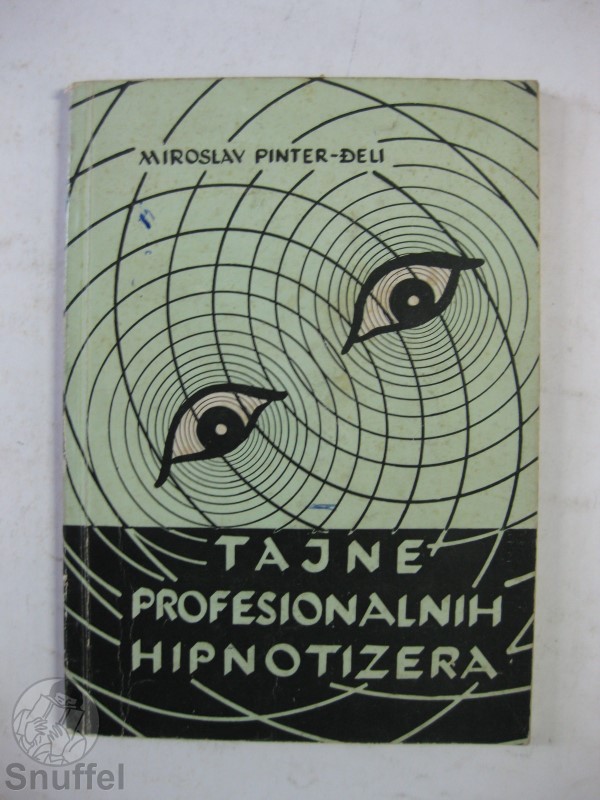 MIROSLAV PINTER-ĐELI
TAJNE
PROFESIONALNIH
HIPNOTIZERA
Snuffel